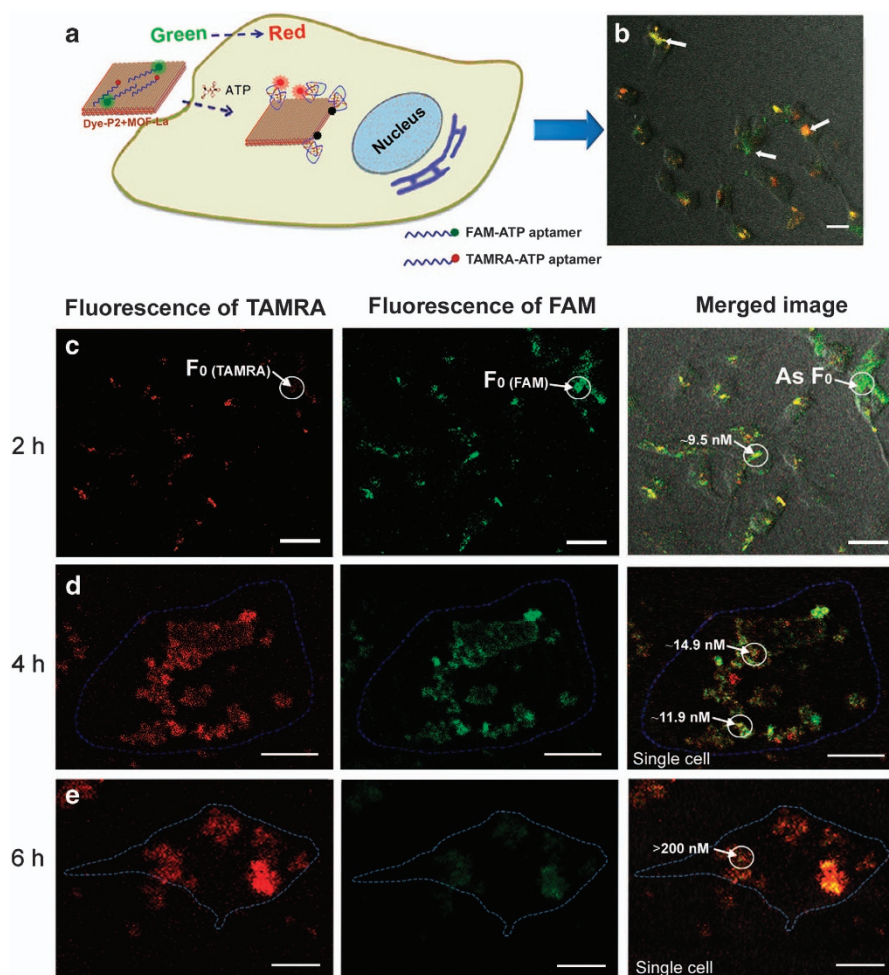 a
Green
Red
ATP
Dye-P2+MOF-La
Nucleus
FAM-ATP aptamer
TAMRA-ATP aptamer
b
Fluorescence of TAMRA
Fluorescence of FAM
Merged image
2 h
c
F0 (TAMRA)
F0 (FAM)
As F0
~9.5 nM
4 h
d
~14.9 nM
~11.9 nM
Single cell
6 h
e
>200 nM
Single cell